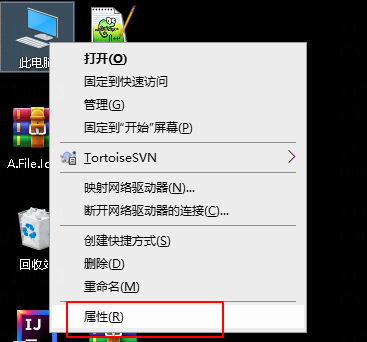 此电脑
打开(O)
固定到快速访问
管理(G)
固定到"开始"屏幕(P)
A.File.Ic
TortoiseSVN
映射网络驱动器(N)...
断开网络驱动器的连接(C)...
创建快捷方式(S)
回收
删除(D)
重命名(M)
IJ
属性(R)